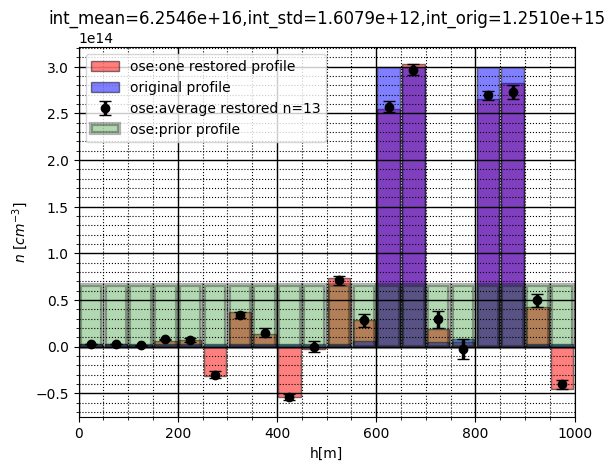 int_mean=6.2546e+16,int_std=1.6079e+12,int_orig=1.2510e+15
1e14
ose:one restored profile
original profile
ose:average restored n=13
ose:prior profile
3.0
2.5
2.0
1.5
1.0
0.5
0.0
−0.5
n [cm⁻³]
0 200 400 600 800 1000
h[m]